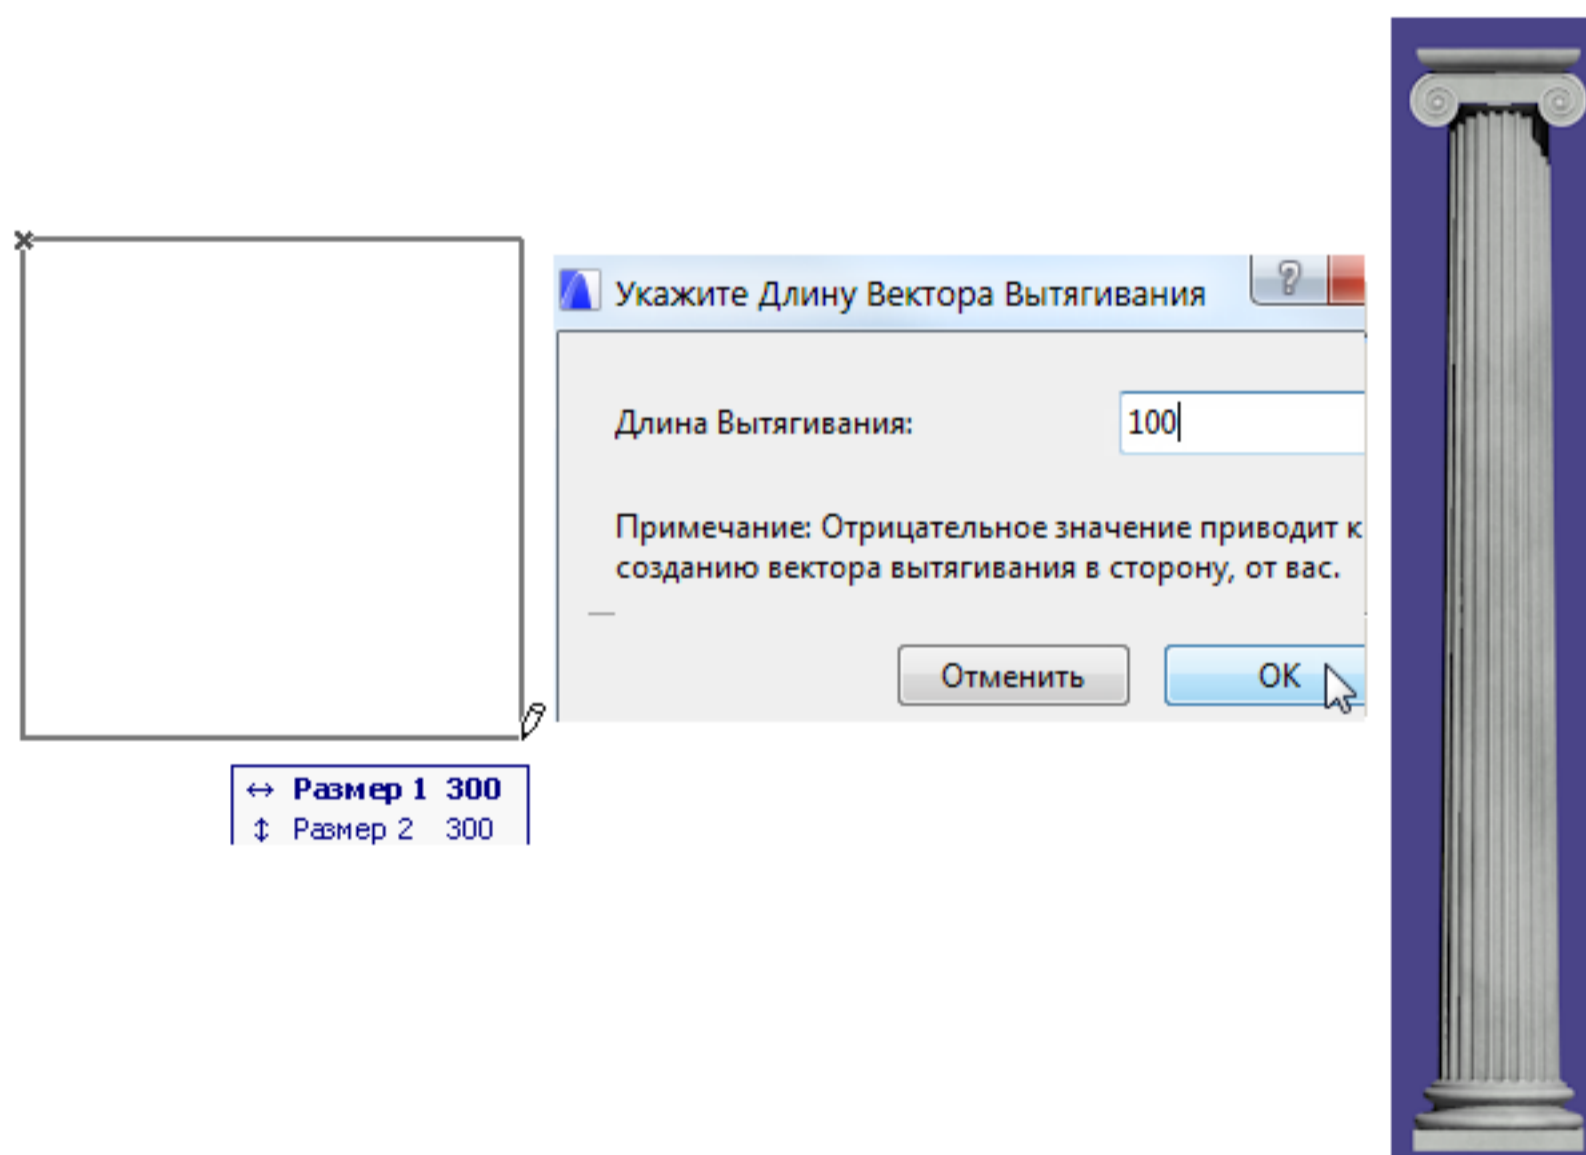 Укажите Длину Вектора Вытягивания
Длина Вытягивания: 100
Примечание: Отрицательное значение приводит к
созданию вектора вытягивания в сторону, от вас.
Отменить OK
Размер 1 300
Размер 2 300